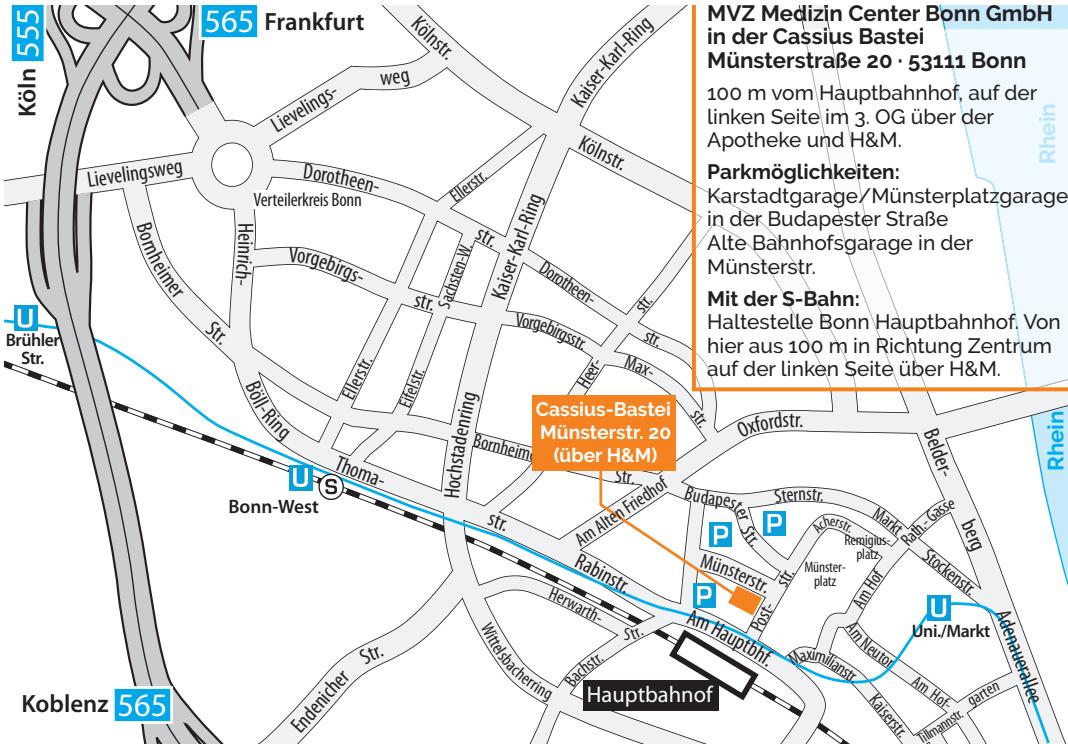 555
Köln
565 Frankfurt
Kölnstr.
Kaiser-Karl-Ring
Lievelings-
weg
MVZ Medizin Center Bonn GmbH
in der Cassius Bastei
Münsterstraße 20 · 53111 Bonn
100 m vom Hauptbahnhof, auf der
linken Seite im 3. OG über der
Apotheke und H&M.
Parkmöglichkeiten:
Karstadtgarage/Münsterplatzgarage
in der Budapester Straße
Alte Bahnhofsgarage in der
Münsterstr.
Mit der S-Bahn:
Haltestelle Bonn Hauptbahnhof. Von
hier aus 100 m in Richtung Zentrum
auf der linken Seite über H&M.
Rhein
Kölnstr.
Lievelingsweg
Dorotheen-
Verteilerkreis Bonn
Ellerstr.
Bornheimer
Heinrich-
Vorgebirgs-
str.
Sachsten-W.
Kaiser-Karl-Ring
Dorotheen-
str.
str.
U
Brühler
Str.
Str.
Vorgebirgsstr.
str.
Ellerstr.
Eifelstr.
Heer-
Max-
str.
Böll-Ring
Hochstadenring
Cassius-Bastei
Münsterstr. 20
(über H&M)
Oxfordstr.
Belder-
Rhein
Bornheimer
Str.
U
S
Bonn-West
Thoma-
str.
Am Alten Friedhof
Budapester
str.
Sternstr.
Markt
Rath.-Gasse
berg
P
P
Acherstr.
Remigius-
platz
Stockenstr.
Rabinstr.
Münsterstr.
str.
Münster-
platz
Am Hof
P
Post-
U
Uni./Markt
Herwarth-
Str.
Am Hauptbhf.
Am Neutor
Adenauerallee
Endenicher
Str.
Wittelsbacherring
Bachstr.
Maximilianstr.
Hauptbahnof
Kaiserstr.
Am Hof-
garten
Tillmannstr.
Koblenz 565